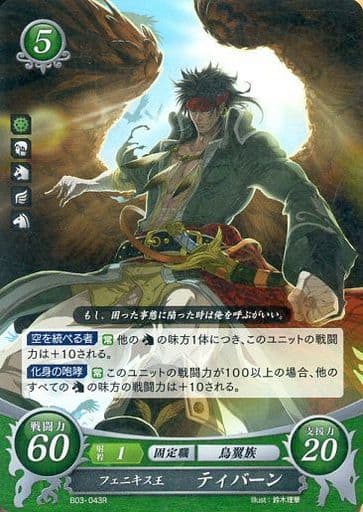 5
もし、困った事態に陥った時は俺を呼ぶがいい。
空を統べる者 常 他の の味方1体につき、このユニットの戦闘
力は+10される。
化身の咆哮 常 このユニットの戦闘力が100以上の場合、他の
すべての の味方の戦闘力は+10される。
戦闘力
60
射程 1 固定職 鳥翼族
支援力
20
フェニキス王 ティバーン
B03-043R
Illust:鈴木理華